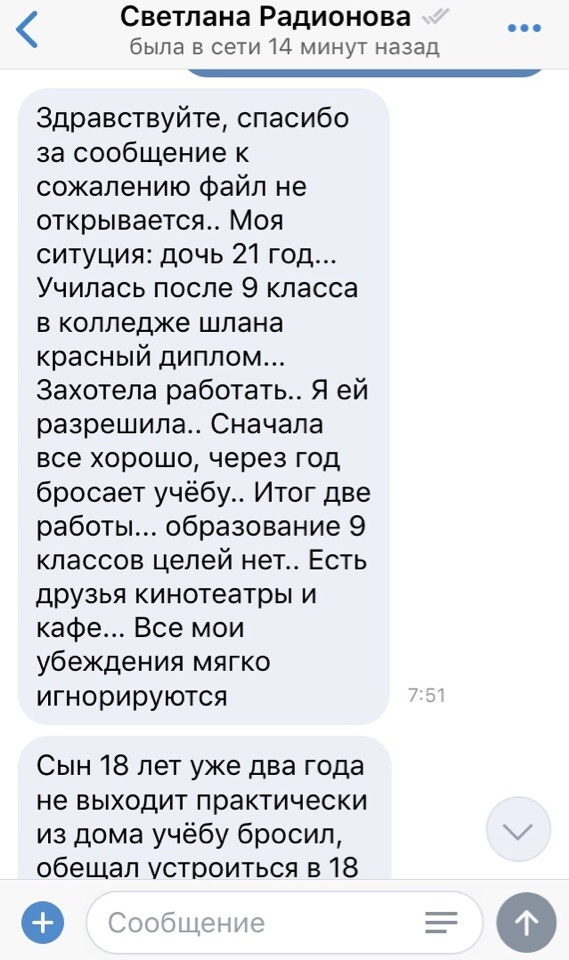 Светлана Радионова
была в сети 14 минут назад
Здравствуйте, спасибо
за сообщение к
сожалению файл не
открывается.. Моя
ситуция: дочь 21 год...
Училась после 9 класса
в колледже шлана
красный диплом...
Захотела работать.. Я ей
разрешила.. Сначала
все хорошо, через год
бросает учёбу.. Итог две
работы... образование 9
классов целей нет.. Есть
друзья кинотеатры и
кафе... Все мои
убеждения мягко
игнорируются
7:51
Сын 18 лет уже два года
не выходит практически
из дома учёбу бросил,
обещал устроиться в 18
Сообщение